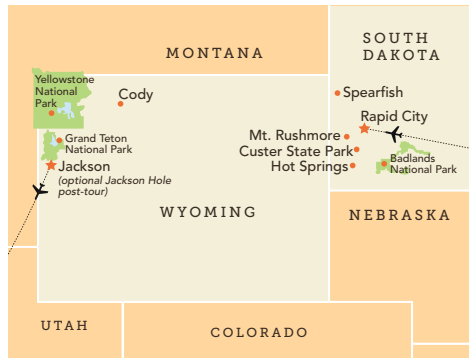 MONTANA
SOUTH
DAKOTA
Yellowstone
National
Park
Cody
Spearfish
Rapid City
Grand Teton
National Park
Mt. Rushmore
Custer State Park
Hot Springs
Badlands
National Park
Jackson
(optional Jackson Hole
post-tour)
WYOMING
NEBRASKA
UTAH
COLORADO